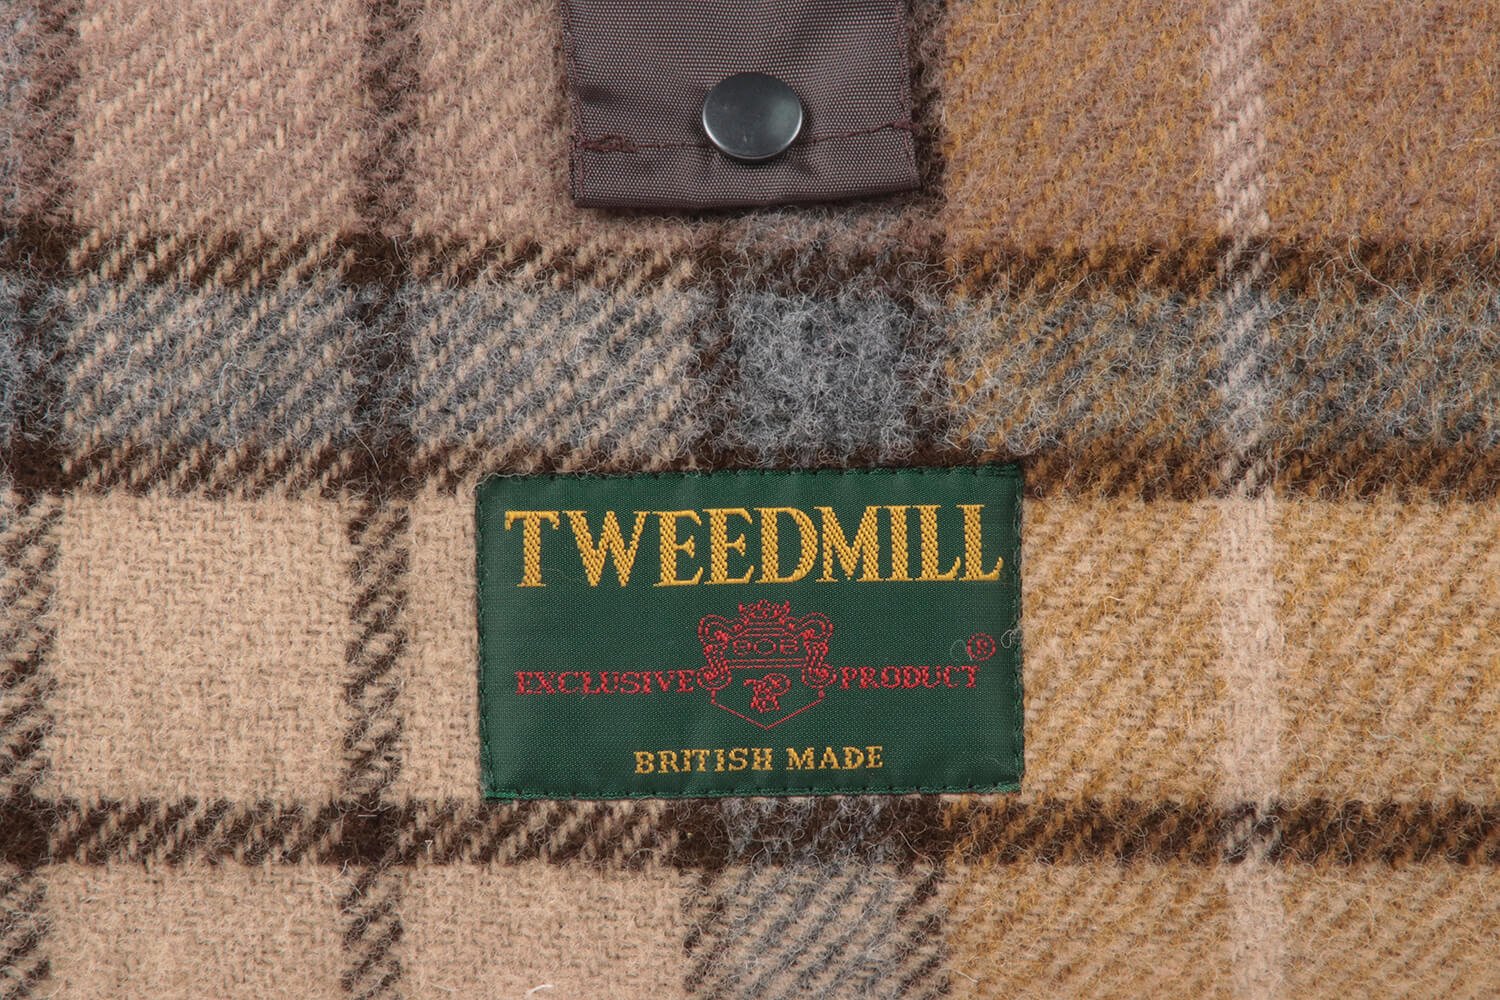 TWEEDMILL
EXCLUSIVE PRODUCT ®
BRITISH MADE